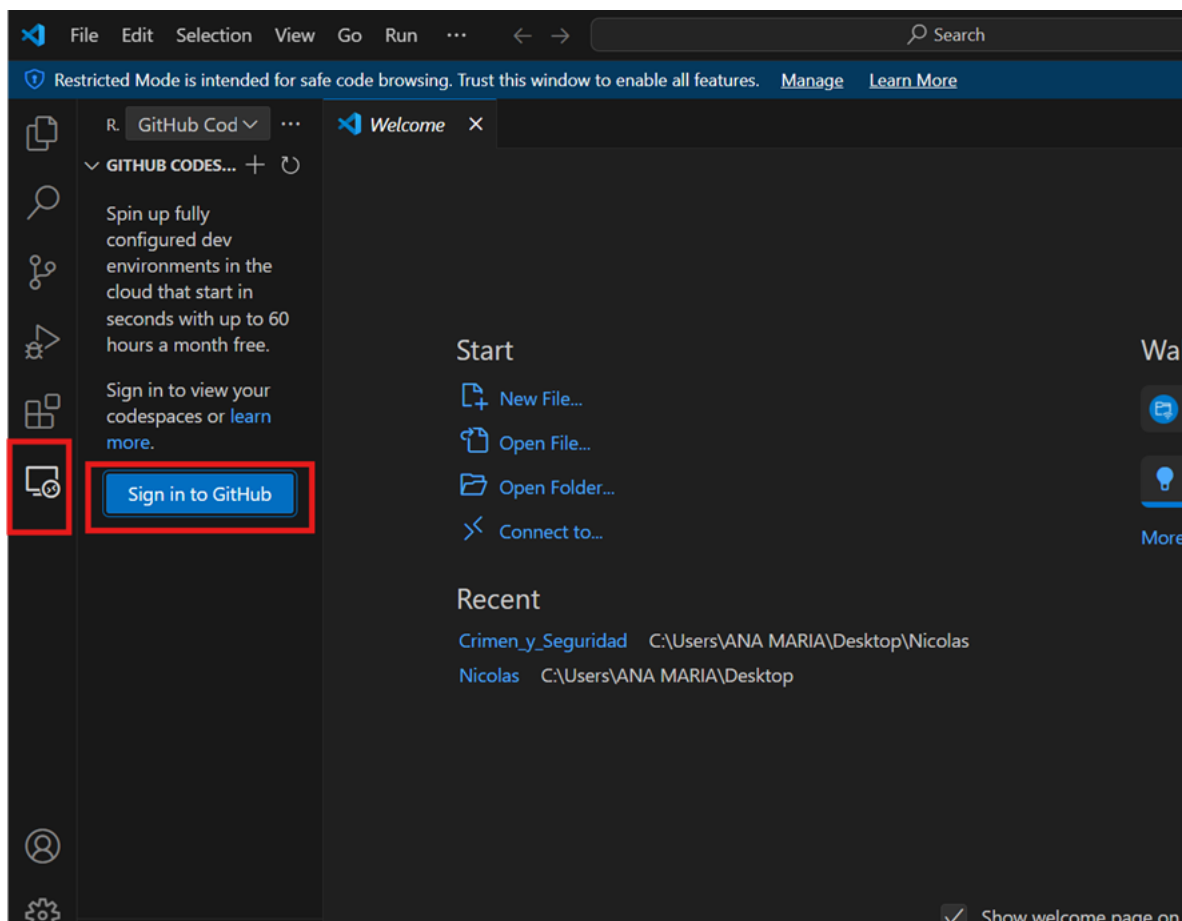 File Edit Selection View Go Run ··· Search
Restricted Mode is intended for safe code browsing. Trust this window to enable all features. Manage Learn More
R. GitHub Cod ···
Welcome
GITHUB CODES...
Spin up fully
configured dev
environments in the
cloud that start in
seconds with up to 60
hours a month free.
Sign in to view your
codespaces or learn
more.
Sign in to GitHub
Start
New File...
Open File...
Open Folder...
Connect to...
Recent
Crimen_y_Seguridad C:\Users\ANA MARIA\Desktop\Nicolas
Nicolas C:\Users\ANA MARIA\Desktop
Wa
More
Show welcome page on